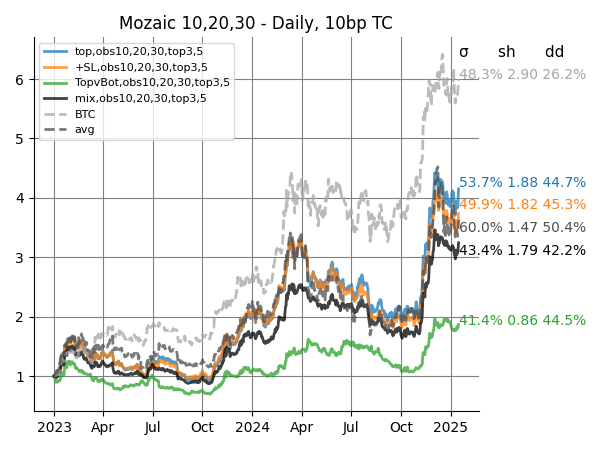 Mozaic 10,20,30 - Daily, 10bp TC
σ sh dd
top,obs10,20,30,top3,5
+SL,obs10,20,30,top3,5
TopvBot,obs10,20,30,top3,5
mix,obs10,20,30,top3,5
BTC
avg
48.3% 2.90 26.2%
53.7% 1.88 44.7%
49.9% 1.82 45.3%
60.0% 1.47 50.4%
43.4% 1.79 42.2%
41.4% 0.86 44.5%
6
5
4
3
2
1
2023 Apr Jul Oct 2024 Apr Jul Oct 2025